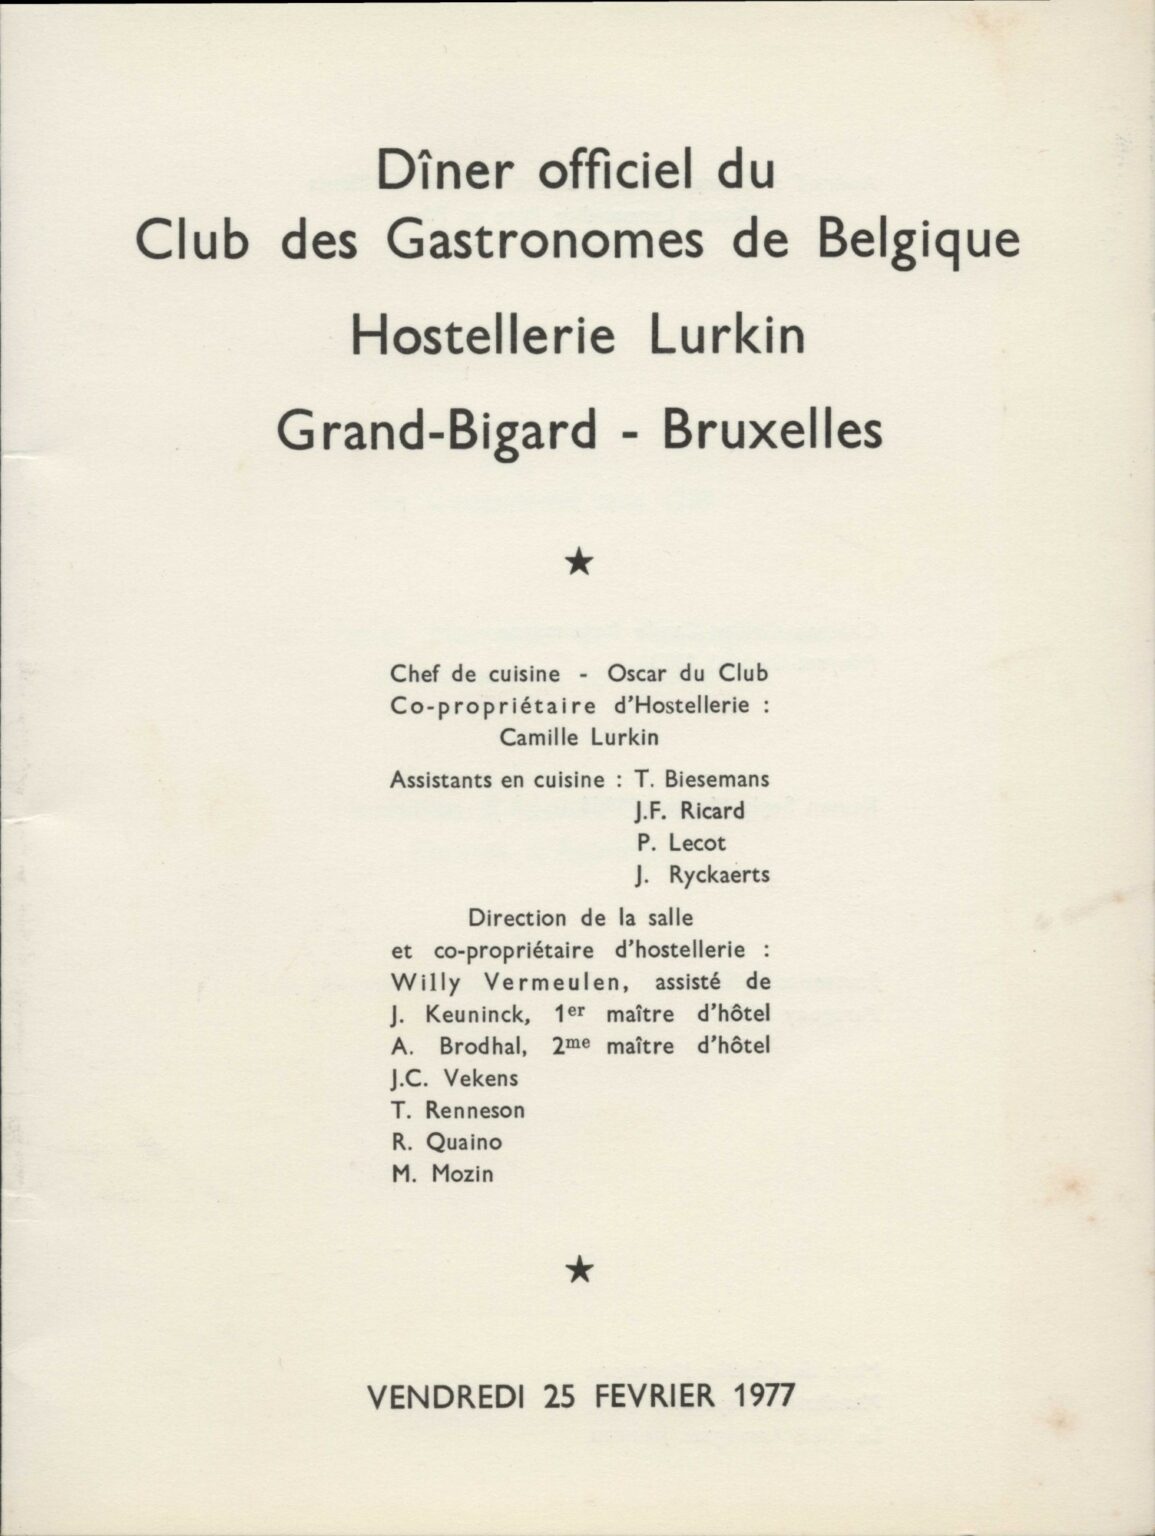 Dîner officiel du
Club des Gastronomes de Belgique
Hostellerie Lurkin
Grand-Bigard - Bruxelles
★
Chef de cuisine - Oscar du Club
Co-propriétaire d'Hostellerie :
Camille Lurkin
Assistants en cuisine : T. Biesemans
J.F. Ricard
P. Lecot
J. Ryckaerts
Direction de la salle
et co-propriétaire d'hostellerie :
Willy Vermeulen, assisté de
J. Keuninck, 1er maître d'hôtel
A. Brodhal, 2me maître d'hôtel
J.C. Vekens
T. Renneson
R. Quaino
M. Mozin
★
VENDREDI 25 FEVRIER 1977